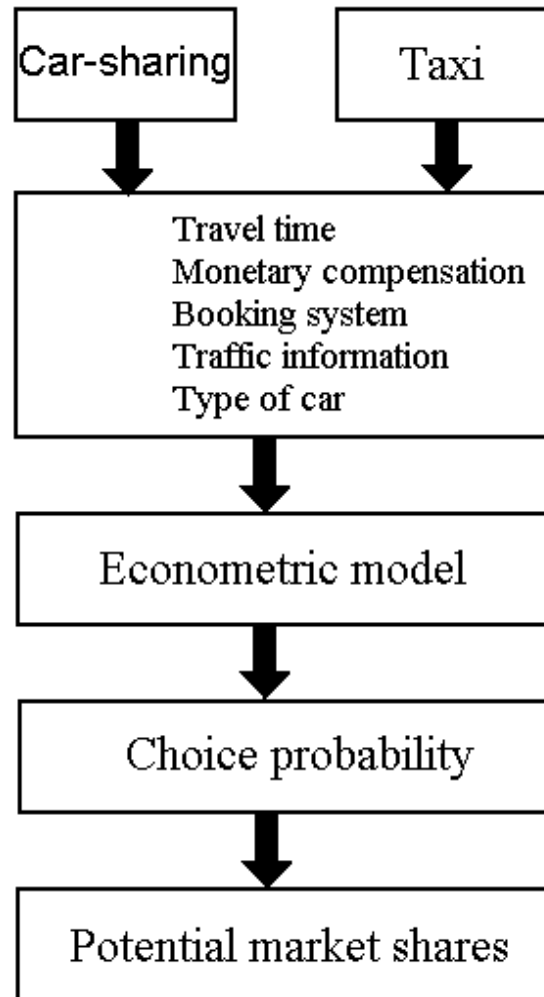 Car-sharing
Taxi
Travel time
Monetary compensation
Booking system
Traffic information
Type of car
Econometric model
Choice probability
Potential market shares